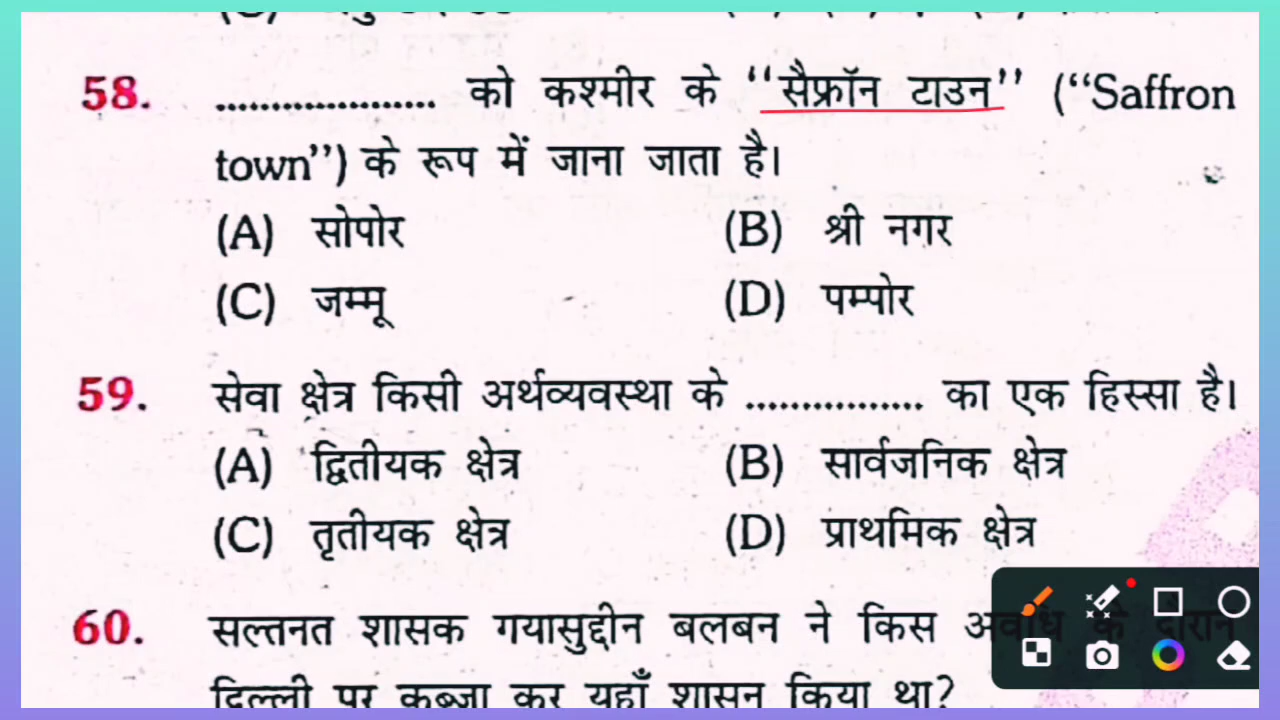 58. .................... को कश्मीर के ‘‘सैफ्रॉन टाउन’’ (“Saffron
town”) के रूप में जाना जाता है।
(A) सोपोर (B) श्री नगर
(C) जम्मू (D) पम्पोर
59. सेवा क्षेत्र किसी अर्थव्यवस्था के ................ का एक हिस्सा है।
(A) द्वितीयक क्षेत्र (B) सार्वजनिक क्षेत्र
(C) तृतीयक क्षेत्र (D) प्राथमिक क्षेत्र
60. सल्तनत शासक गयासुद्दीन बलबन ने किस अवधि के दौरान
दिल्ली पर कब्जा कर यहाँ शासन किया था?